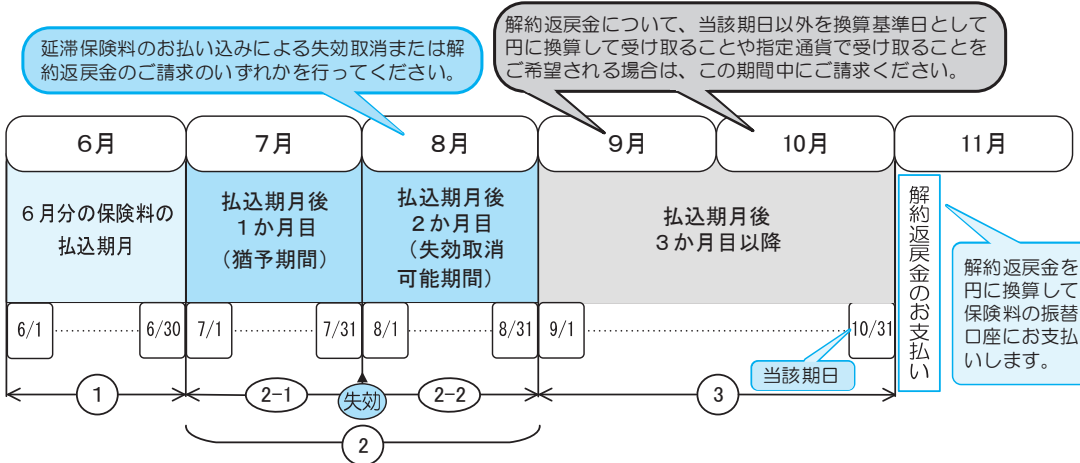 延滞保険料のお払い込みによる失効取消または解
約返戻金のご請求のいずれかを行ってください。
解約返戻金について、当該期日以外を換算基準日として
円に換算して受け取ることや指定通貨で受け取ることを
ご希望される場合は、この期間中にご請求ください。
6月
7月
8月
9月
10月
11月
6月分の保険料の
払込期月
払込期月後
1か月目
(猶予期間)
払込期月後
2か月目
(失効取消
可能期間)
払込期月後
3か月目以降
解約返戻金のお支払い
解約返戻金を
円に換算して
保険料の振替
口座にお支払
いします。
6/1
6/30
7/1
7/31
8/1
8/31
9/1
10/31
当該期日
1
2-1
失効
2-2
3
2